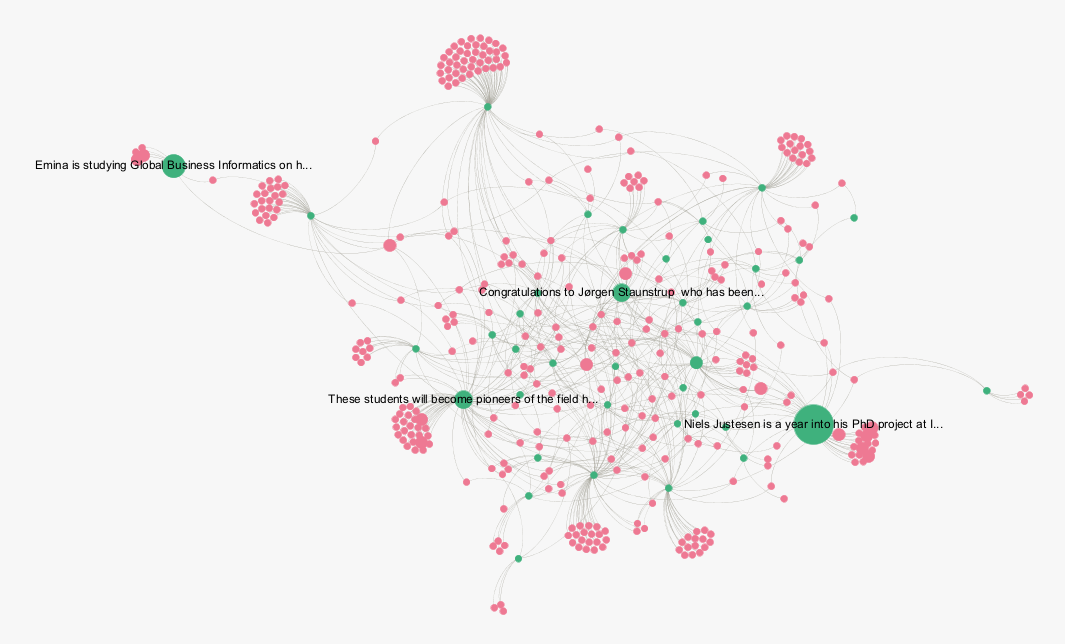 Emina is studying Global Business Informatics on h...
Congratulations to Jørgen Staunstrup who has been...
These students will become pioneers of the field h...
Niels Justesen is a year into his PhD project at I...